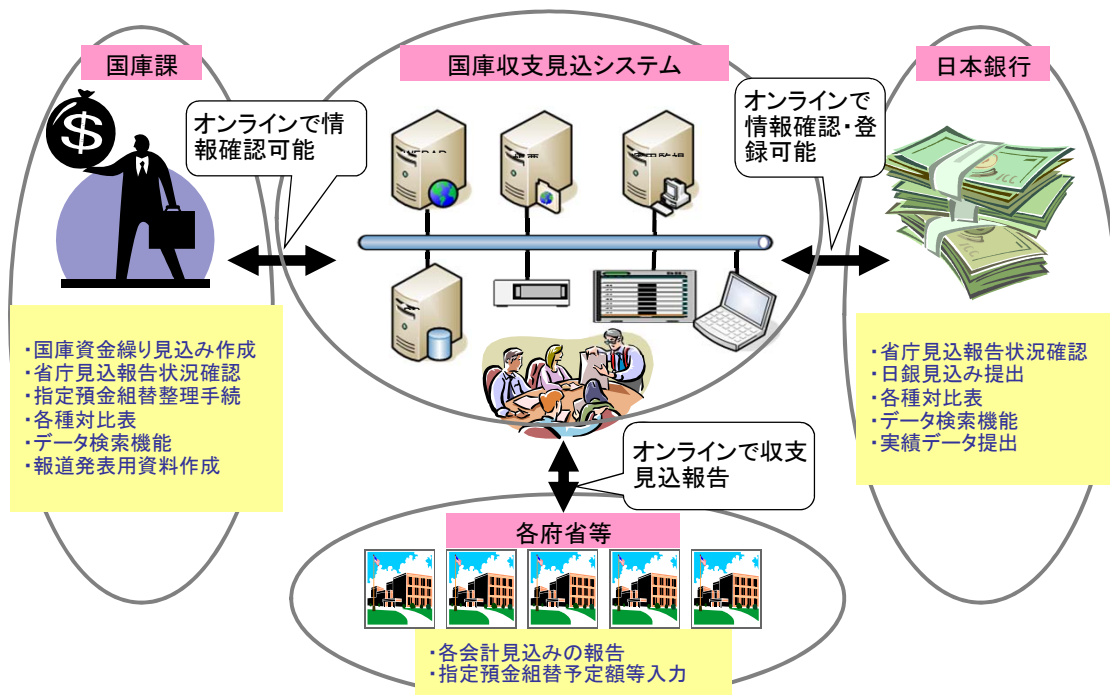 国庫課
国庫収支見込システム
日本銀行
オンラインで情
報確認可能
オンラインで
情報確認・登
録可能
・国庫資金繰り見込み作成
・省庁見込報告状況確認
・指定預金組替整理手続
・各種対比表
・データ検索機能
・報道発表用資料作成
・省庁見込報告状況確認
・日銀見込み提出
・各種対比表
・データ検索機能
・実績データ提出
オンラインで収支
見込報告
各府省等
・各会計見込みの報告
・指定預金組替予定額等入力